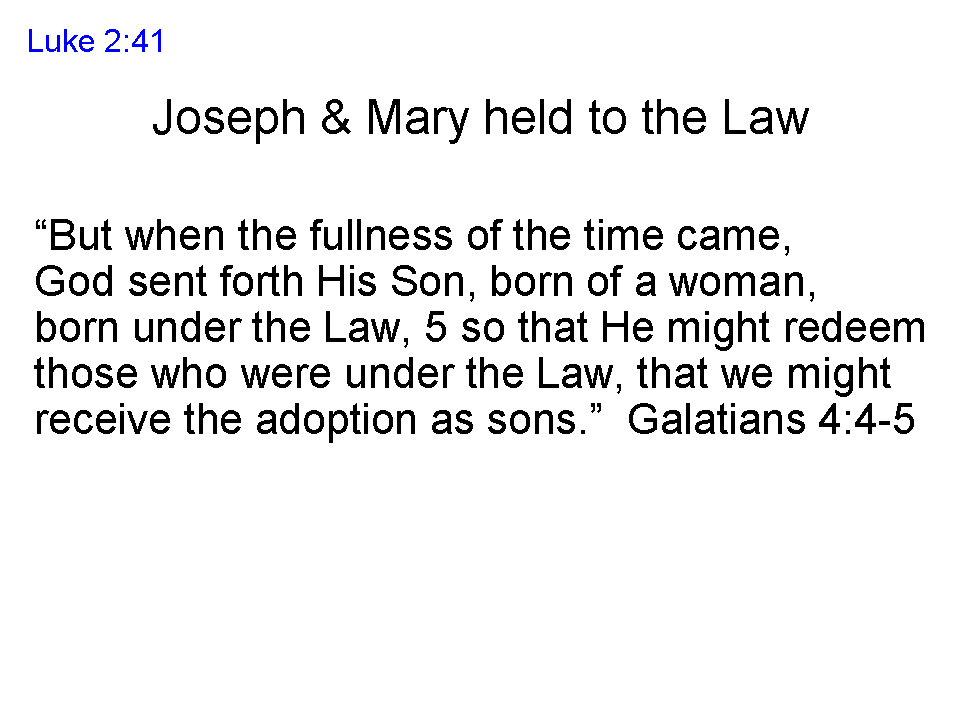 Luke 2:41
Joseph & Mary held to the Law
“But when the fullness of the time came,
God sent forth His Son, born of a woman,
born under the Law, 5 so that He might redeem
those who were under the Law, that we might
receive the adoption as sons.”  Galatians 4:4-5